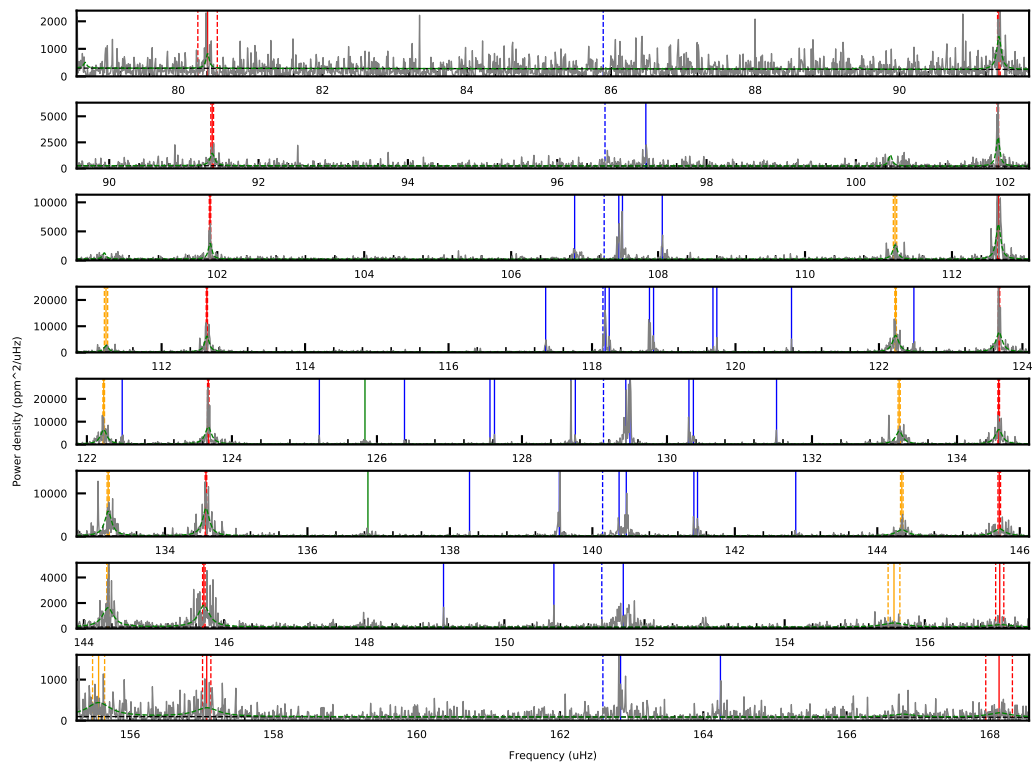 2000
1000
0
80 82 84 86 88 90
5000
2500
0
90 92 94 96 98 100 102
10000
5000
0
102 104 106 108 110 112
20000
10000
0
112 114 116 118 120 122 124
20000
10000
0
122 124 126 128 130 132 134
Power density (ppm^2/uHz)
10000
0
134 136 138 140 142 144 146
4000
2000
0
144 146 148 150 152 154 156
1000
0
156 158 160 162 164 166 168
Frequency (uHz)